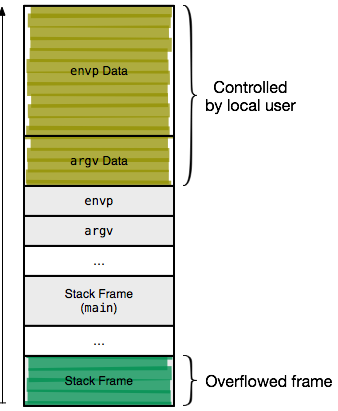 envp Data
Controlled
by local user
argv Data
envp
argv
...
Stack Frame
(main)
...
Stack Frame
Overflowed frame